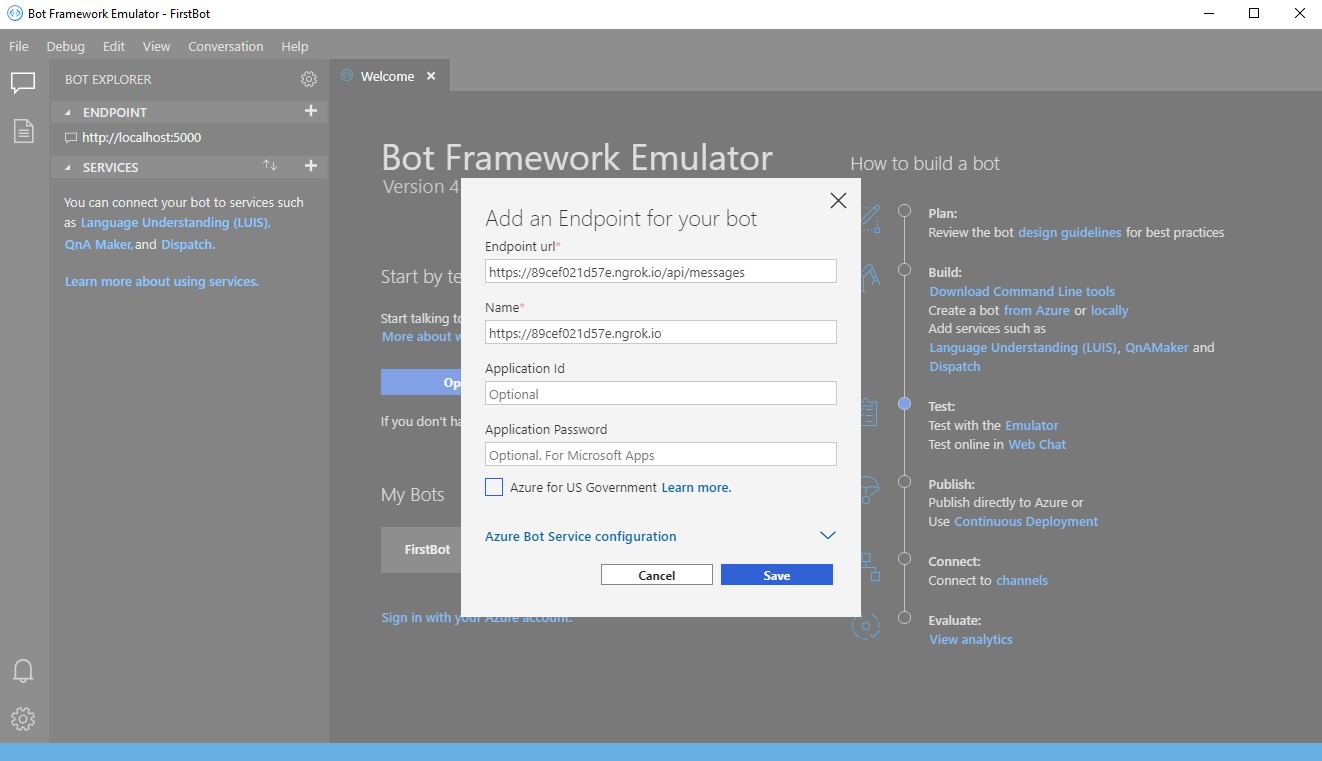 Bot Framework Emulator - FirstBot
File Debug Edit View Conversation Help
BOT EXPLORER
ENDPOINT
http://localhost:5000
SERVICES
You can connect your bot to services such
as Language Understanding (LUIS),
QnA Maker,and Dispatch.
Learn more about using services.
Welcome
Bot Framework Emulator
Version 4
Start by te
Start talking to
More about w
Op
If you don't ha
My Bots
FirstBot
Sign in with your Azure account.
Add an Endpoint for your bot
Endpoint url*
https://89cef021d57e.ngrok.io/api/messages
Name*
https://89cef021d57e.ngrok.io
Application Id
Optional
Application Password
Optional. For Microsoft Apps
Azure for US Government Learn more.
Azure Bot Service configuration
Cancel
Save
How to build a bot
Plan:
Review the bot design guidelines for best practices
Build:
Download Command Line tools
Create a bot from Azure or locally
Add services such as
Language Understanding (LUIS), QnAMaker and
Dispatch
Test:
Test with the Emulator
Test online in Web Chat
Publish:
Publish directly to Azure or
Use Continuous Deployment
Connect:
Connect to channels
Evaluate:
View analytics